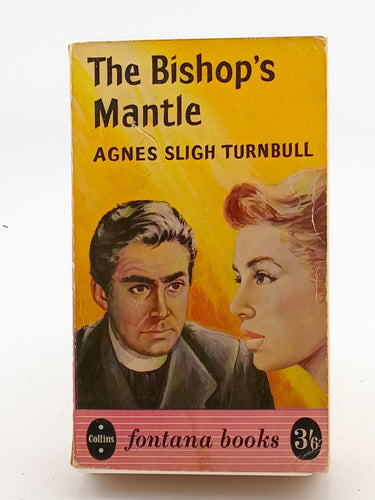 The Bishop's
Mantle
AGNES SLIGH TURNBULL
Collins fontana books 3/6